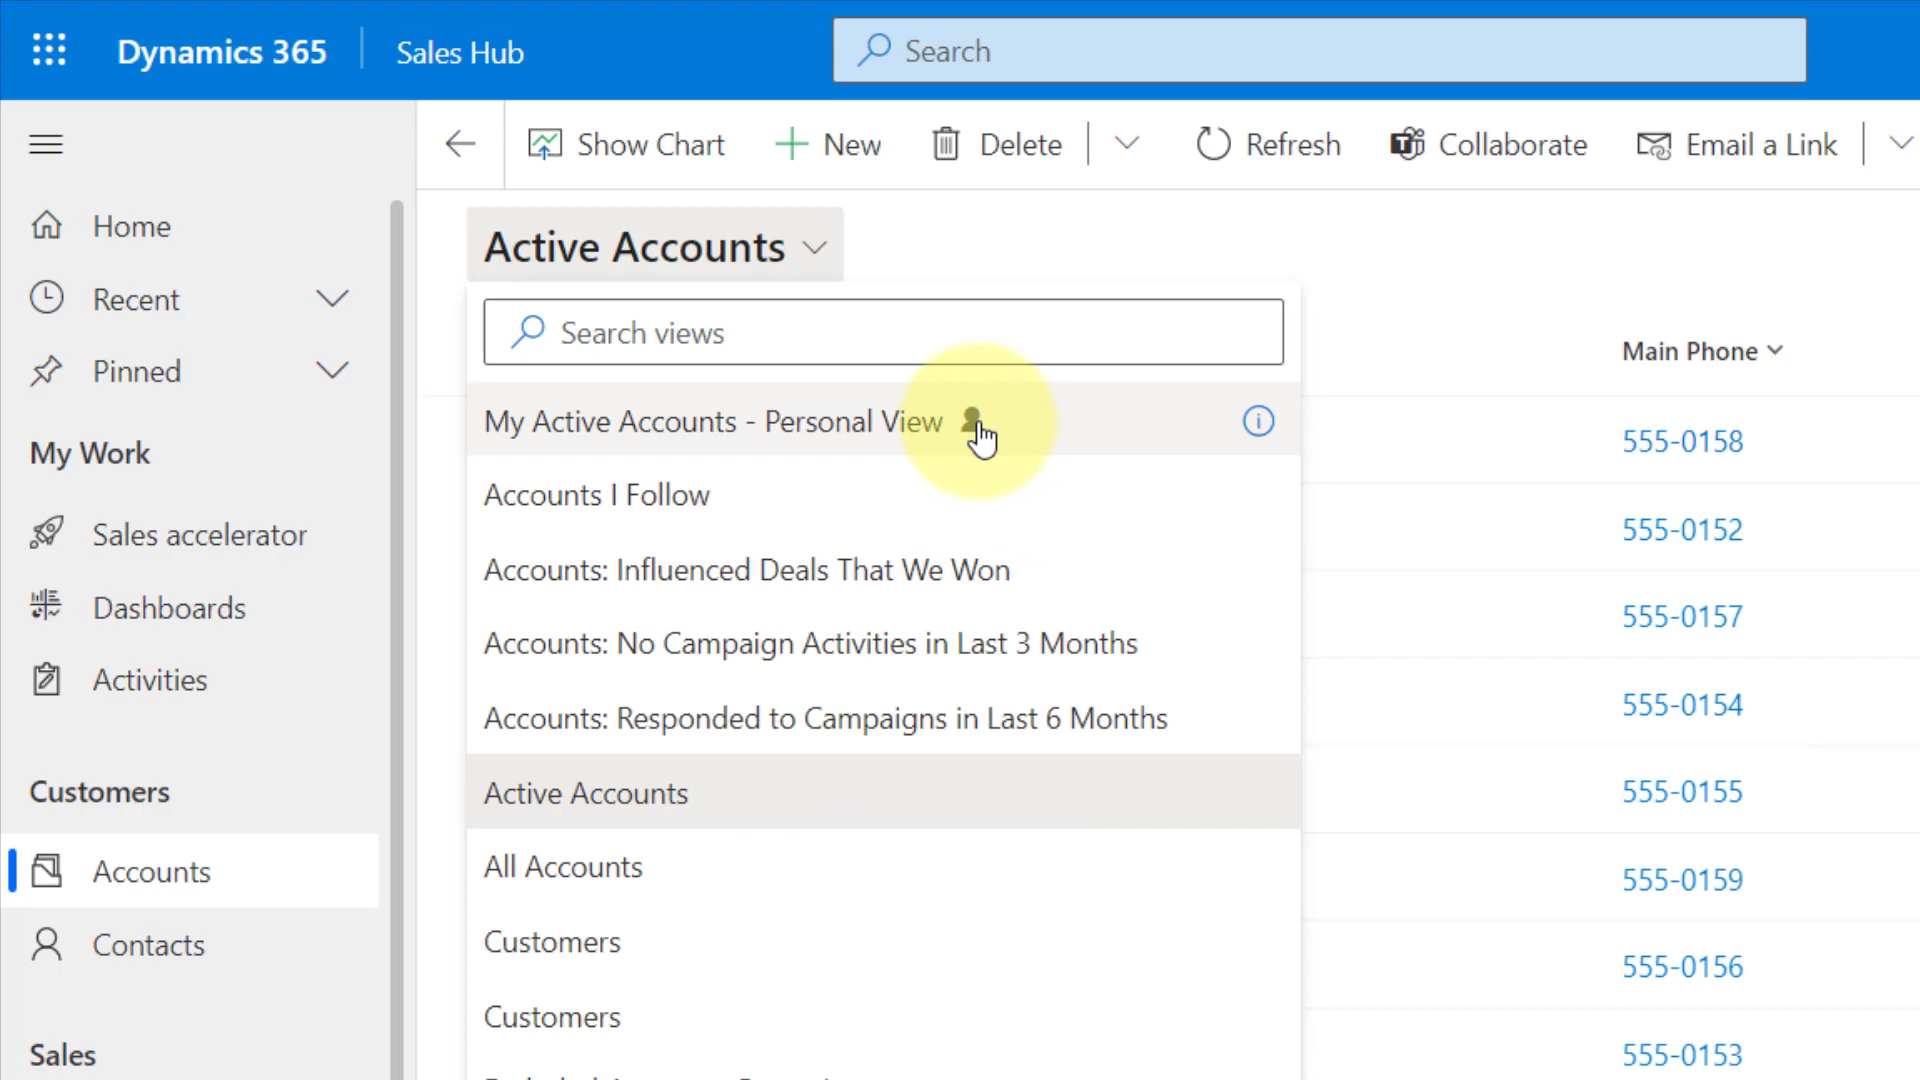 Dynamics 365
Sales Hub
Search
Show Chart
New
Delete
Refresh
Collaborate
Email a Link
Home
Recent
Pinned
My Work
Sales accelerator
Dashboards
Activities
Customers
Accounts
Contacts
Sales
Active Accounts
Search views
My Active Accounts - Personal View
Accounts I Follow
Accounts: Influenced Deals That We Won
Accounts: No Campaign Activities in Last 3 Months
Accounts: Responded to Campaigns in Last 6 Months
Active Accounts
All Accounts
Customers
Customers
Main Phone
555-0158
555-0152
555-0157
555-0154
555-0155
555-0159
555-0156
555-0153